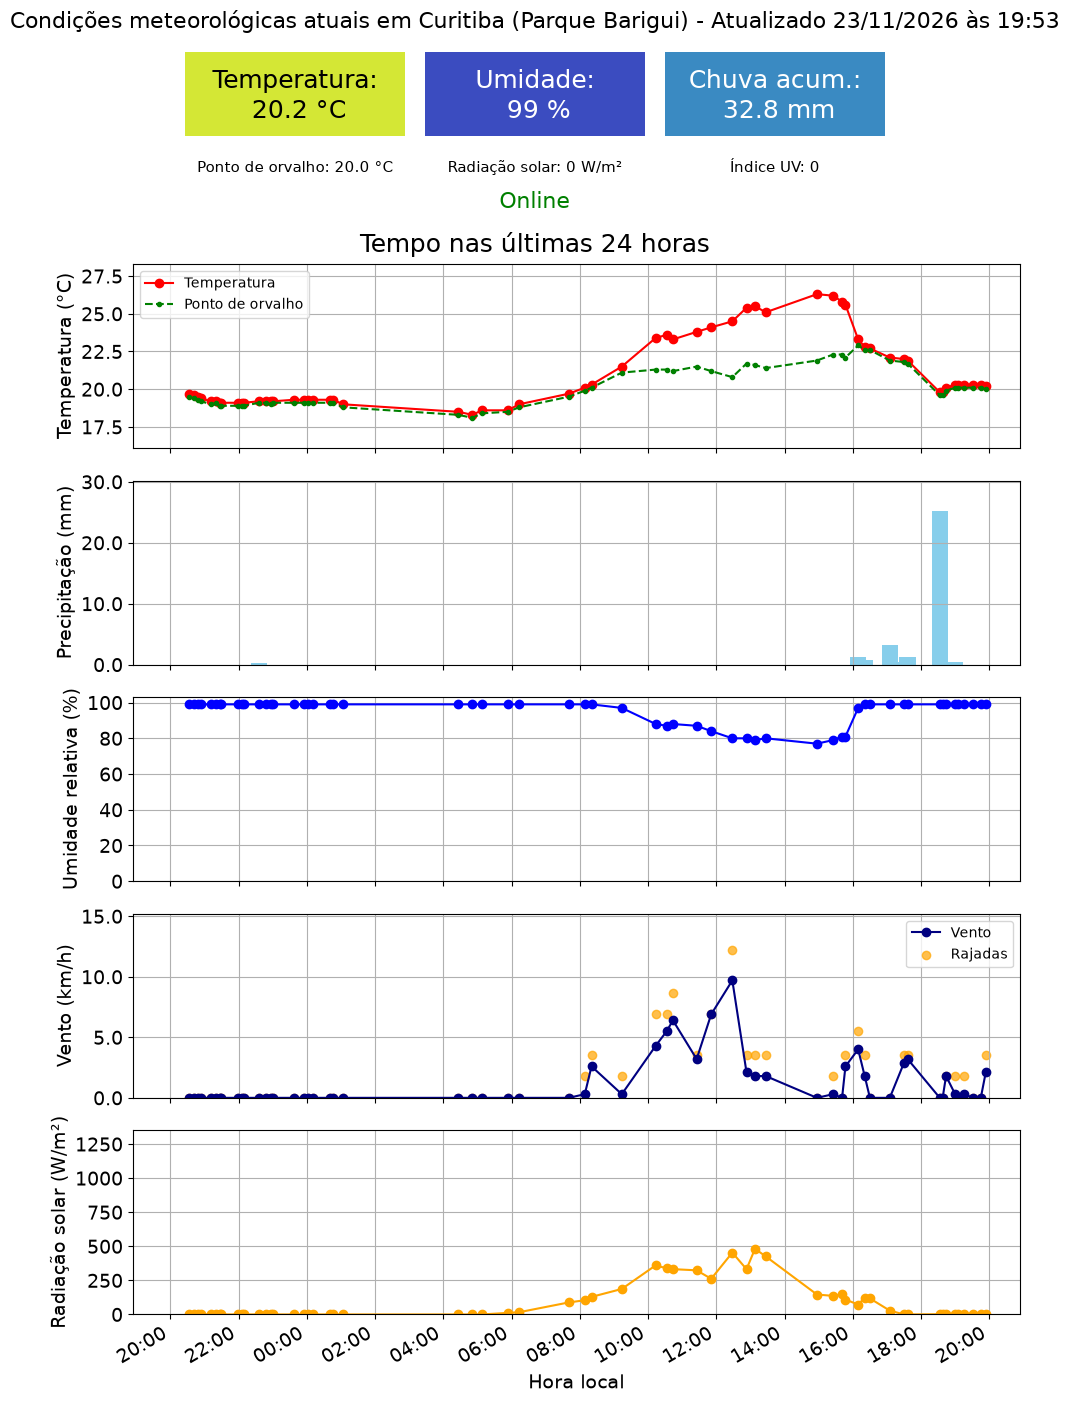 Condições meteorológicas atuais em Curitiba (Parque Barigui) - Atualizado 23/11/2026 às 19:53
Temperatura:
20.2 °C
Umidade:
99 %
Chuva acum.:
32.8 mm
Ponto de orvalho: 20.0 °C
Radiação solar: 0 W/m²
Índice UV: 0
Online
Tempo nas últimas 24 horas
Temperatura (°C)
27.5
25.0
22.5
20.0
17.5
Temperatura
Ponto de orvalho
Precipitação (mm)
30.0
20.0
10.0
0.0
Umidade relativa (%)
100
80
60
40
20
0
Vento (km/h)
15.0
10.0
5.0
0.0
Vento
Rajadas
Radiação solar (W/m²)
1250
1000
750
500
250
0
20:00
22:00
00:00
02:00
04:00
06:00
08:00
10:00
12:00
14:00
16:00
18:00
20:00
Hora local